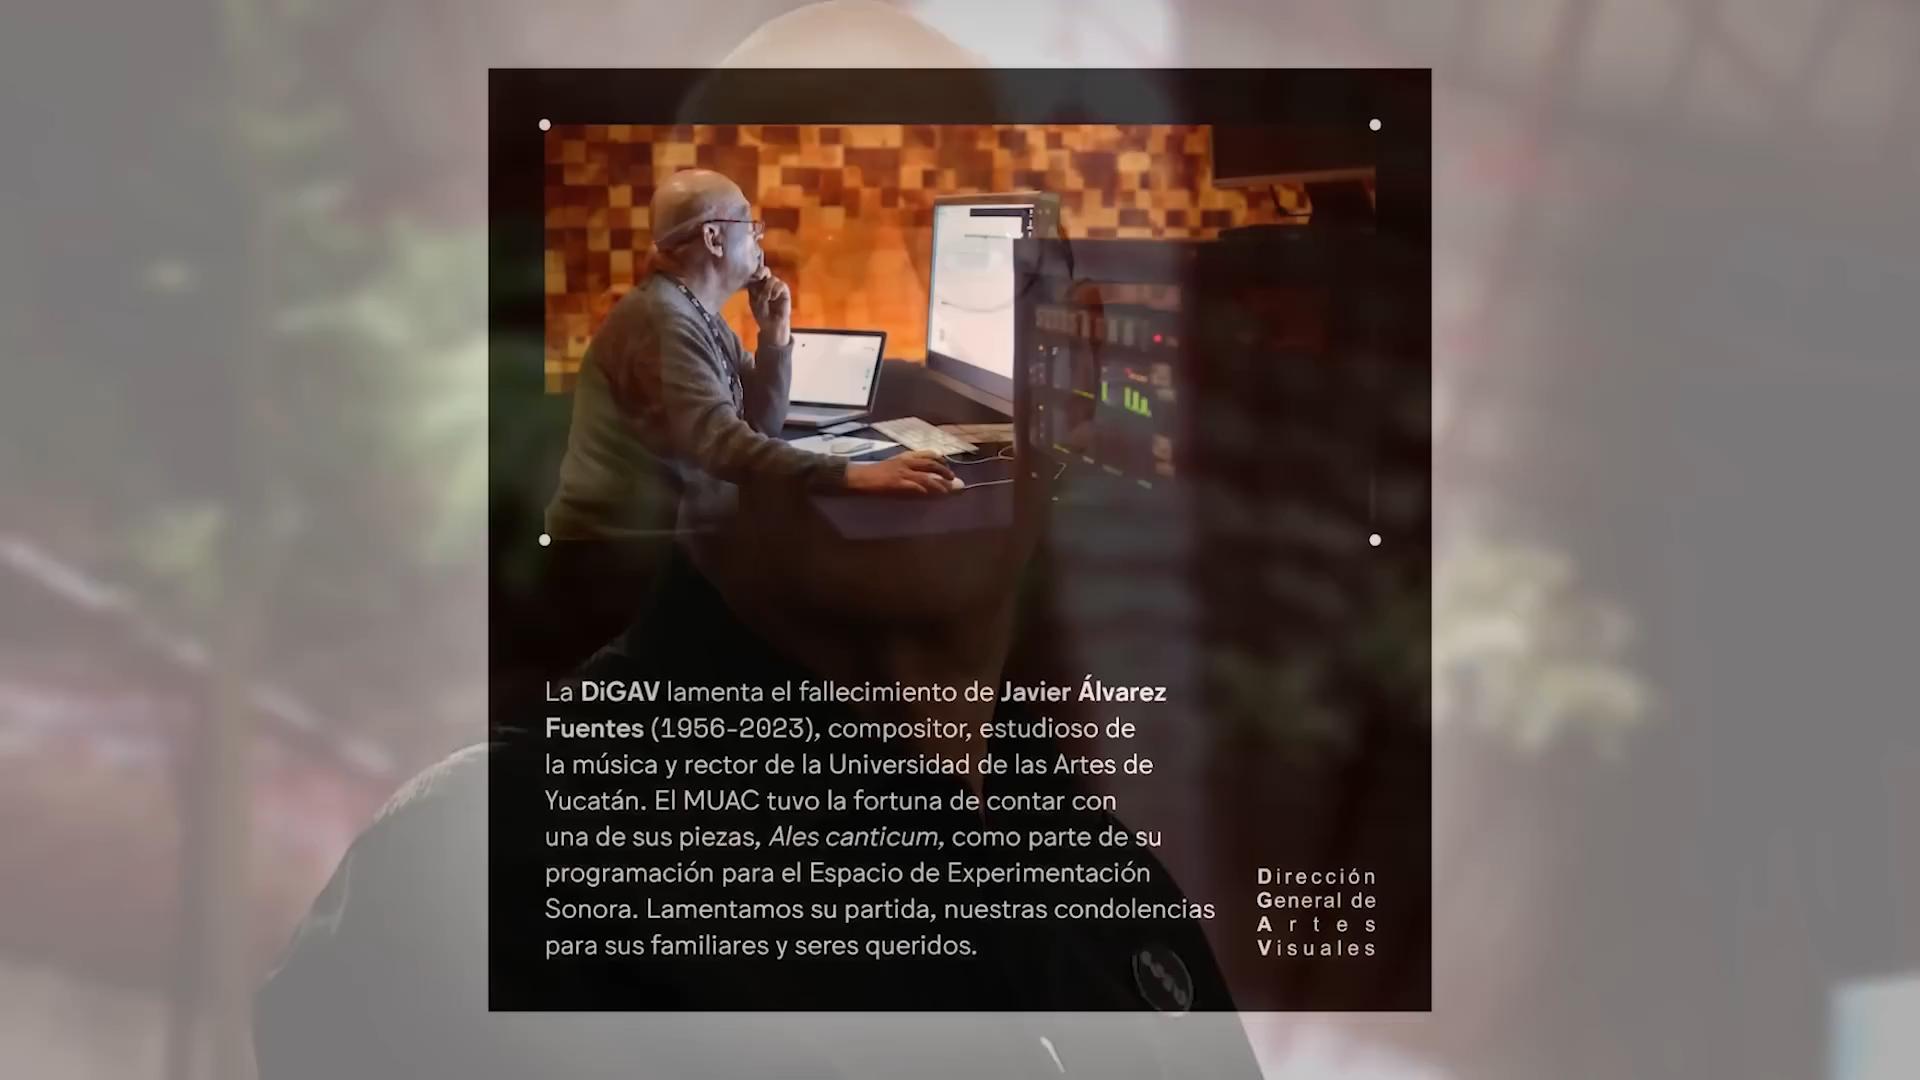 La DiGAV lamenta el fallecimiento de Javier Álvarez
Fuentes (1956-2023), compositor, estudioso de
la música y rector de la Universidad de las Artes de
Yucatán. El MUAC tuvo la fortuna de contar con
una de sus piezas, Ales canticum, como parte de su
programación para el Espacio de Experimentación
Sonora. Lamentamos su partida, nuestras condolencias
para sus familiares y seres queridos.
Dirección
General de
Artes
Visuales